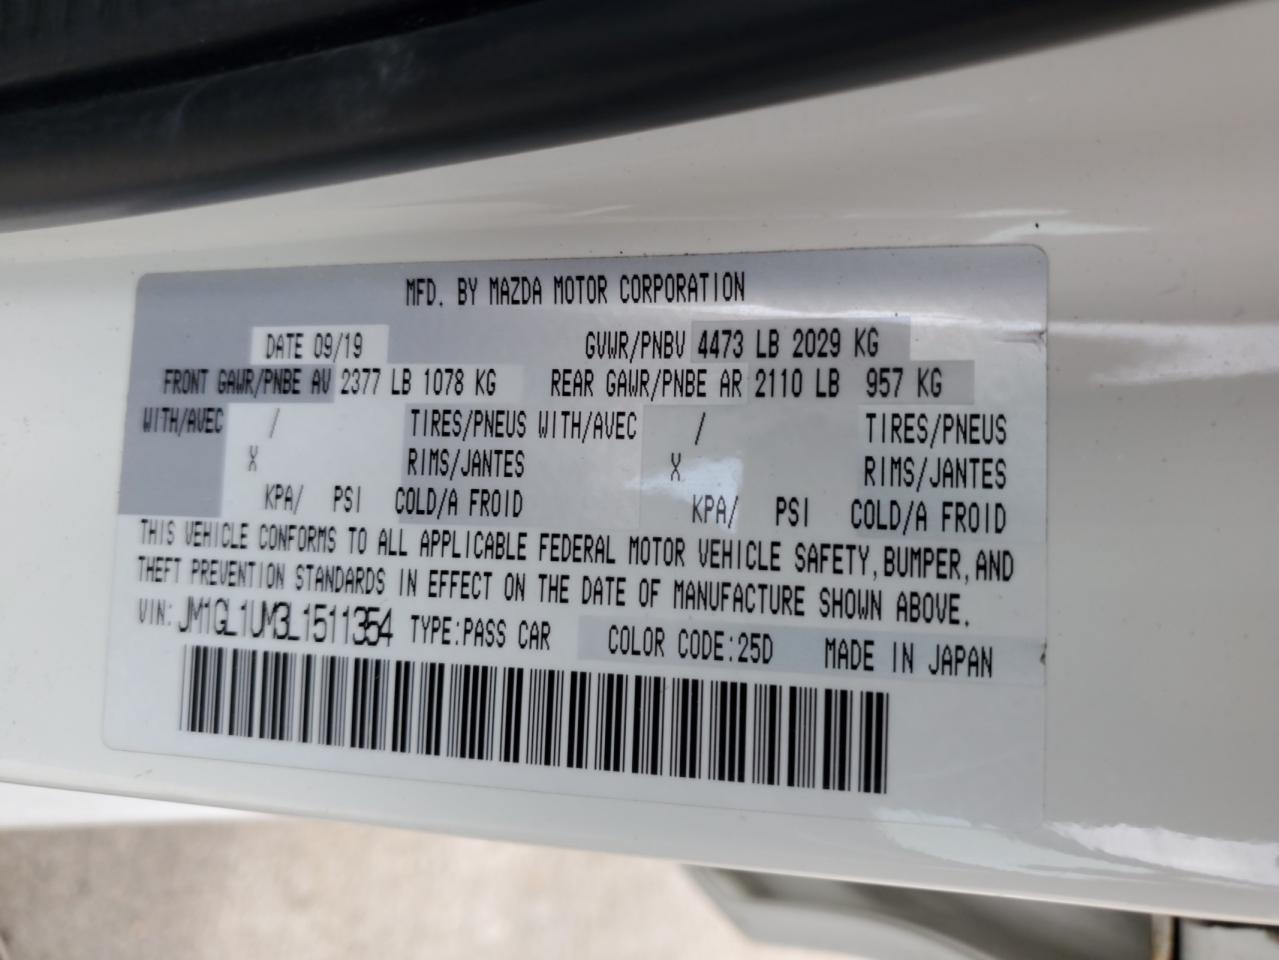 MFD. BY MAZDA MOTOR CORPORATION
DATE 09/19 GVWR/PNBV 4473 LB 2029 KG
FRONT GAWR/PNBE AV 2377 LB 1078 KG REAR GAWR/PNBE AR 2110 LB 957 KG
WITH/AVEC / TIRES/PNEUS WITH/AVEC / TIRES/PNEUS
X RIMS/JANTES X RIMS/JANTES
KPA/ PSI COLD/A FROID KPA/ PSI COLD/A FROID
THIS VEHICLE CONFORMS TO ALL APPLICABLE FEDERAL MOTOR VEHICLE SAFETY, BUMPER, AND
THEFT PREVENTION STANDARDS IN EFFECT ON THE DATE OF MANUFACTURE SHOWN ABOVE.
VIN: JM1GL1UM3L1511354 TYPE:PASS CAR COLOR CODE:25D MADE IN JAPAN